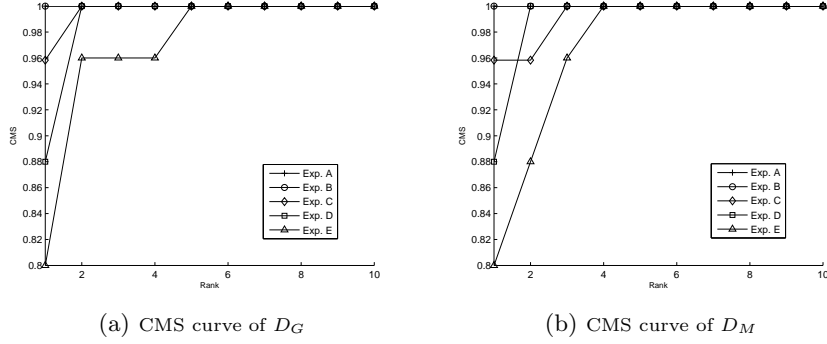 1
0.98
0.96
0.94
0.92
0.9
0.88
0.86
0.84
0.82
0.8
CMS
2
4
6
8
10
Rank
Exp. A
Exp. B
Exp. C
Exp. D
Exp. E
(a) CMS curve of D_G
1
0.98
0.96
0.94
0.92
0.9
0.88
0.86
0.84
0.82
0.8
CMS
2
4
6
8
10
Rank
Exp. A
Exp. B
Exp. C
Exp. D
Exp. E
(b) CMS curve of D_M